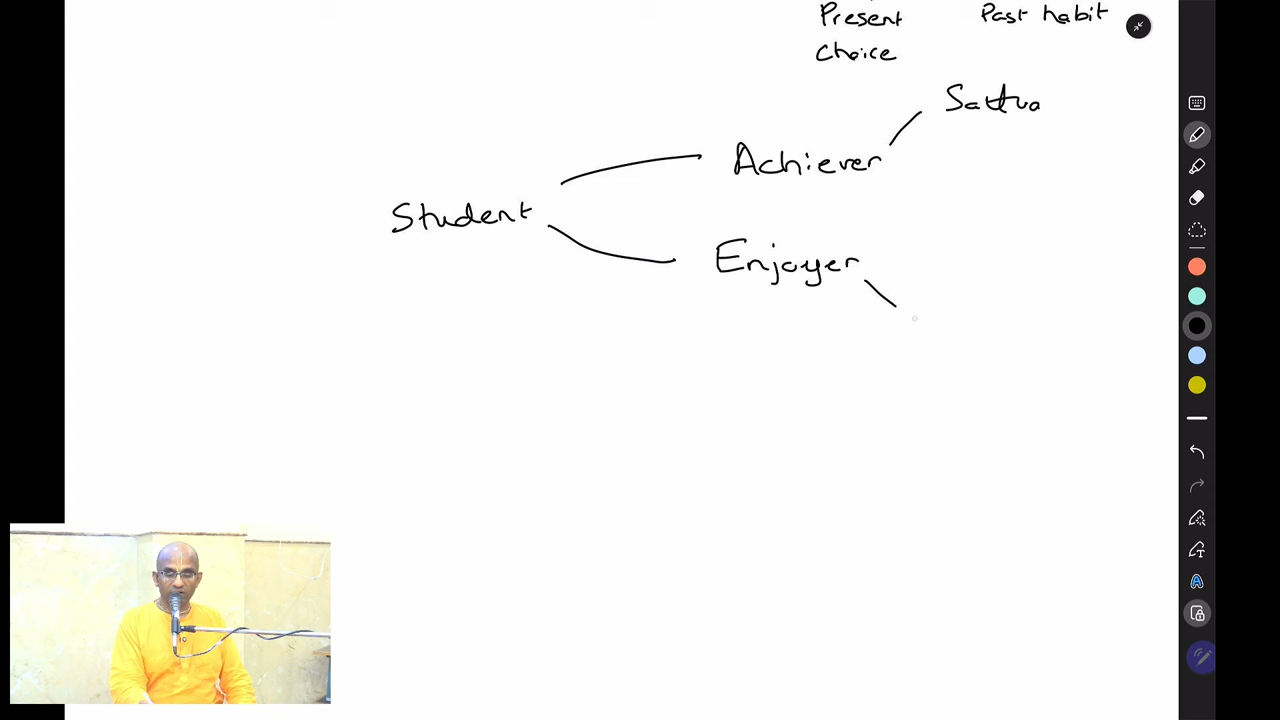 Present Past habit
Choice
Sattva
Achiever
Student
Enjoyer